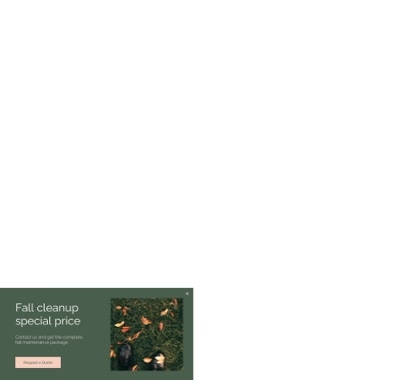 Fall cleanup
special price
Contact us and get the complete
fall maintenance package.
Request a Quote